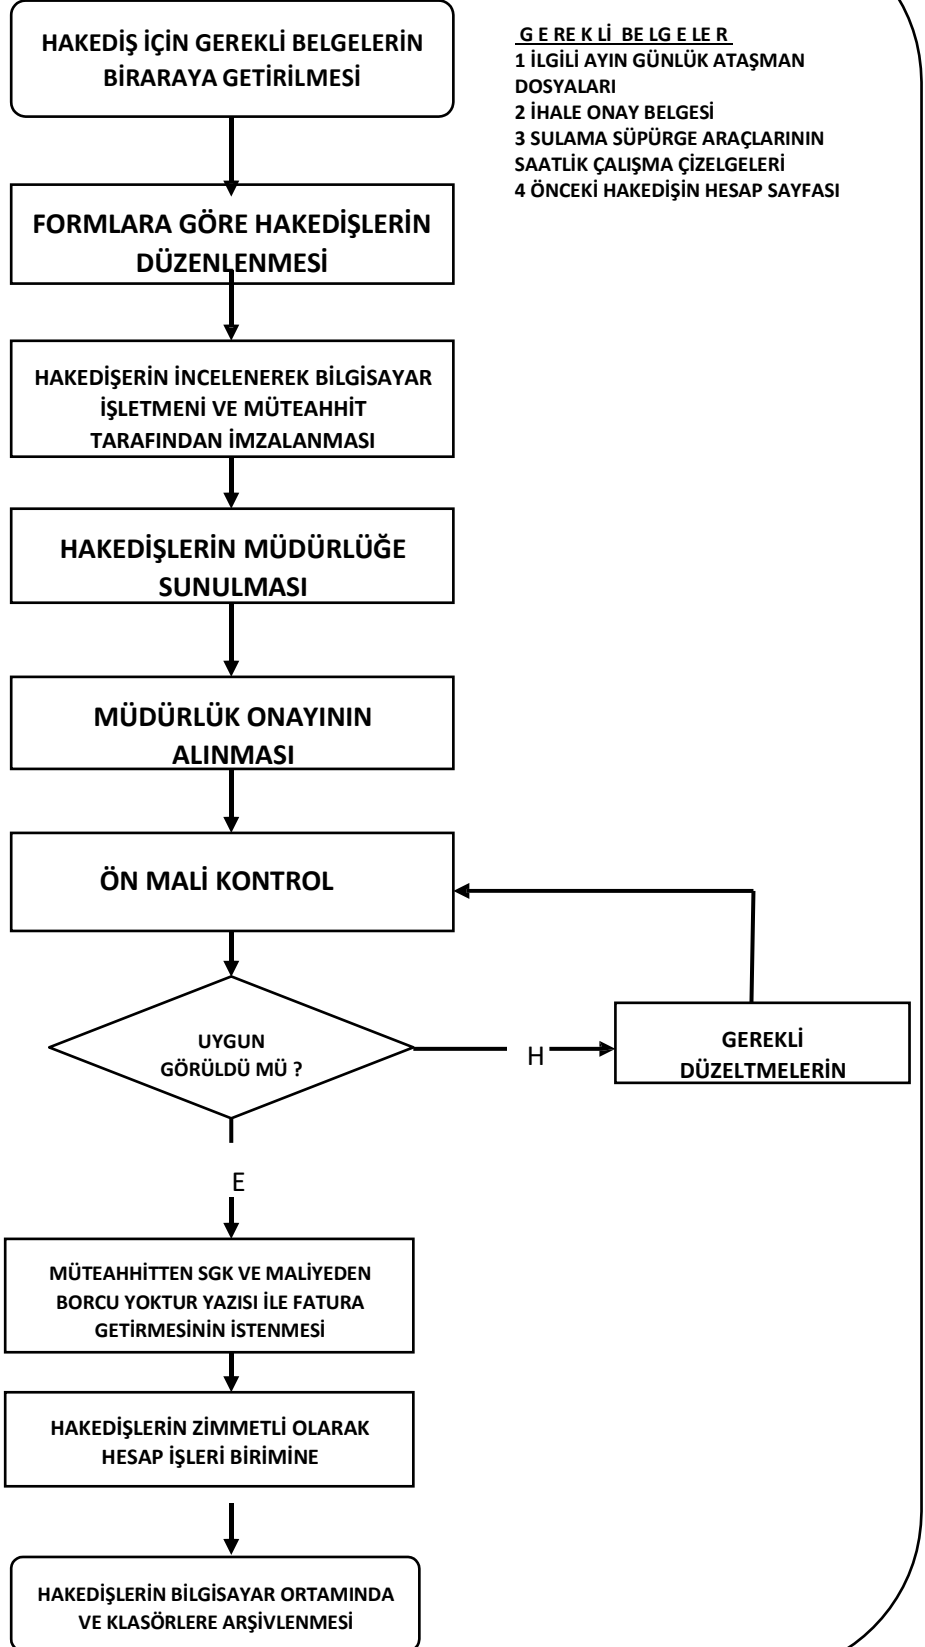 HAKEDİŞ İÇİN GEREKLİ BELGELERİN
BİRARAYA GETİRİLMESİ
GEREKLİ BELGELER
1 İLGİLİ AYIN GÜNLÜK ATAŞMAN
DOSYALARI
2 İHALE ONAY BELGESİ
3 SULAMA SÜPÜRGE ARAÇLARININ
SAATLİK ÇALIŞMA ÇİZELGELERİ
4 ÖNCEKİ HAKEDİŞİN HESAP SAYFASI
FORMLARA GÖRE HAKEDİŞLERİN
DÜZENLENMESİ
HAKEDİŞERİN İNCELENEREK BİLGİSAYAR
İŞLETMENİ VE MÜTEAHHİT
TARAFINDAN İMZALANMASI
HAKEDİŞLERİN MÜDÜRLÜĞE
SUNULMASI
MÜDÜRLÜK ONAYININ
ALINMASI
ÖN MALİ KONTROL
UYGUN
GÖRÜLDÜ MÜ ?
H
GEREKLİ
DÜZELTMELERİN
E
MÜTEAHHİTTEN SGK VE MALİYEDEN
BORCU YOKTUR YAZISI İLE FATURA
GETİRMESİNİN İSTENMESİ
HAKEDİŞLERİN ZİMMETLİ OLARAK
HESAP İŞLERİ BİRİMİNE
HAKEDİŞLERİN BİLGİSAYAR ORTAMINDA
VE KLASÖRLERE ARŞİVLENMESİ